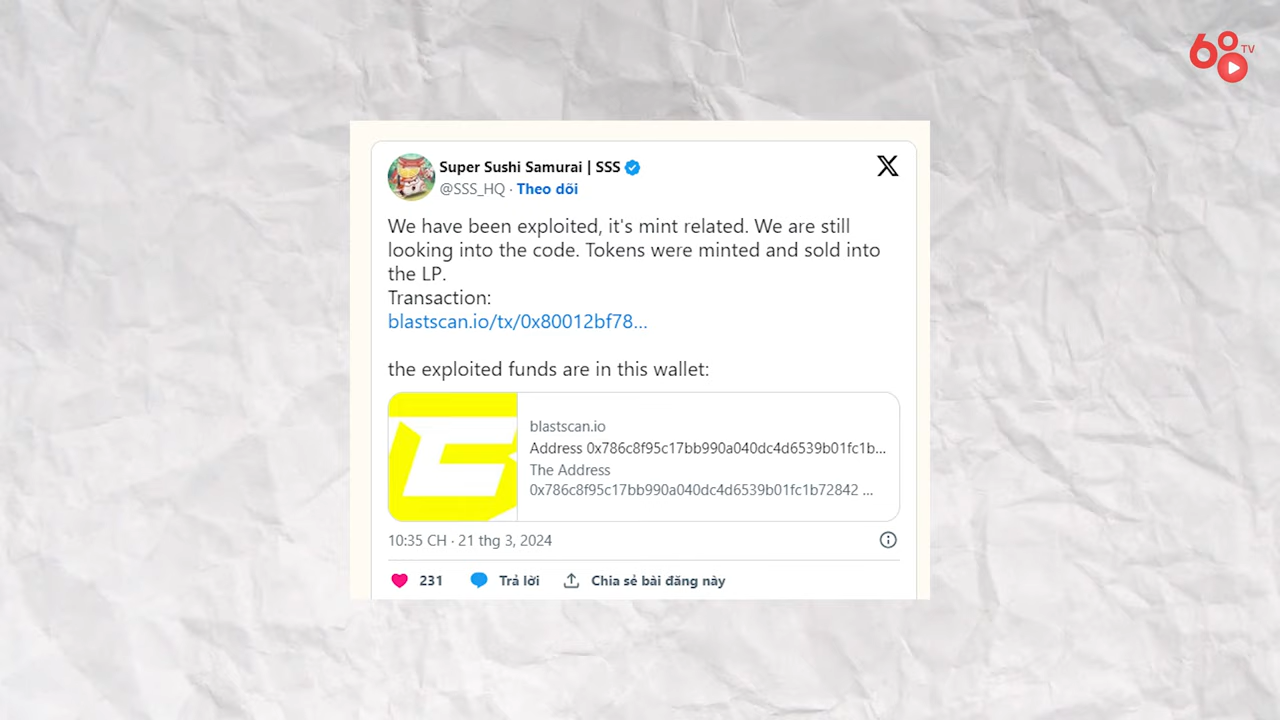 68 TV
Super Sushi Samurai | SSS
@SSS_HQ · Theo dõi
We have been exploited, it's mint related. We are still
looking into the code. Tokens were minted and sold into
the LP.
Transaction:
blastscan.io/tx/0x80012bf78...
the exploited funds are in this wallet:
blastscan.io
Address 0x786c8f95c17bb990a040dc4d6539b01fc1b...
The Address
0x786c8f95c17bb990a040dc4d6539b01fc1b72842 ...
10:35 CH · 21 thg 3, 2024
231 Trả lời Chia sẻ bài đăng này